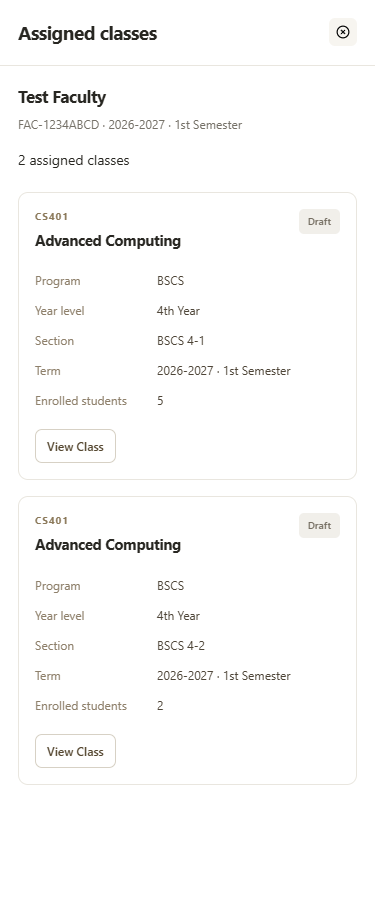 Assigned classes
Test Faculty
FAC-1234ABCD · 2026-2027 · 1st Semester
2 assigned classes
CS401
Draft
Advanced Computing
Program BSCS
Year level 4th Year
Section BSCS 4-1
Term 2026-2027 · 1st Semester
Enrolled students 5
View Class
CS401
Draft
Advanced Computing
Program BSCS
Year level 4th Year
Section BSCS 4-2
Term 2026-2027 · 1st Semester
Enrolled students 2
View Class